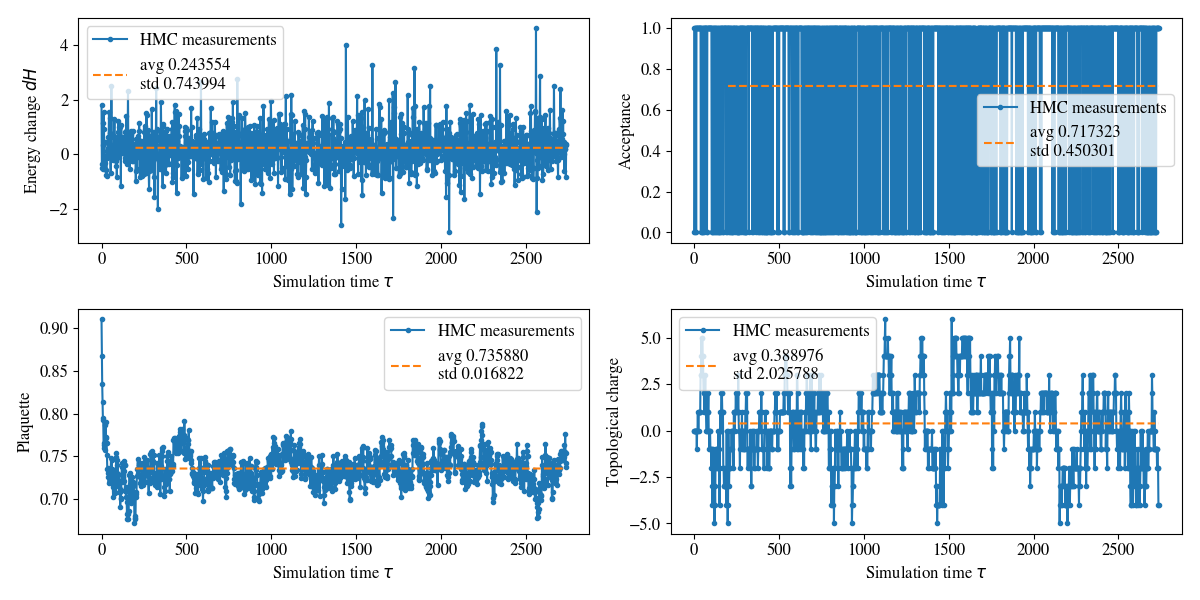 4
2
0
−2
Energy change dH
HMC measurements
avg 0.243554
std 0.743994
0
500
1000
1500
2000
2500
Simulation time τ
1.0
0.8
0.6
0.4
0.2
0.0
Acceptance
HMC measurements
avg 0.717323
std 0.450301
0
500
1000
1500
2000
2500
Simulation time τ
0.90
0.85
0.80
0.75
0.70
Plaquette
HMC measurements
avg 0.735880
std 0.016822
0
500
1000
1500
2000
2500
Simulation time τ
5.0
2.5
0.0
−2.5
−5.0
Topological charge
HMC measurements
avg 0.388976
std 2.025788
0
500
1000
1500
2000
2500
Simulation time τ